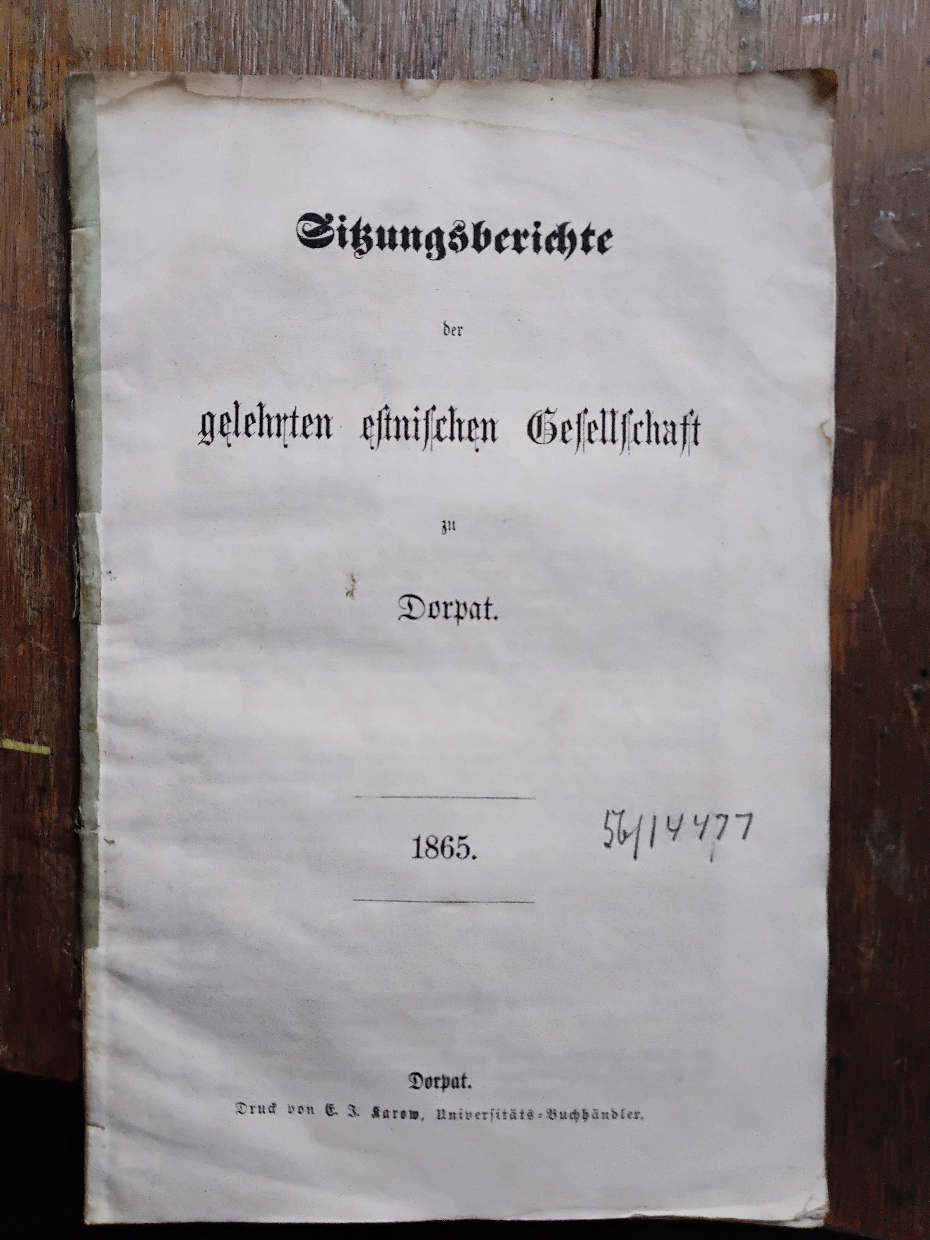 Sitzungsberichte
der
gelehrten estnischen Gesellschaft
zu
Dorpat.
1865.
56/14477
Dorpat.
Druck von E. J. Karow, Universitäts-Buchhändler.